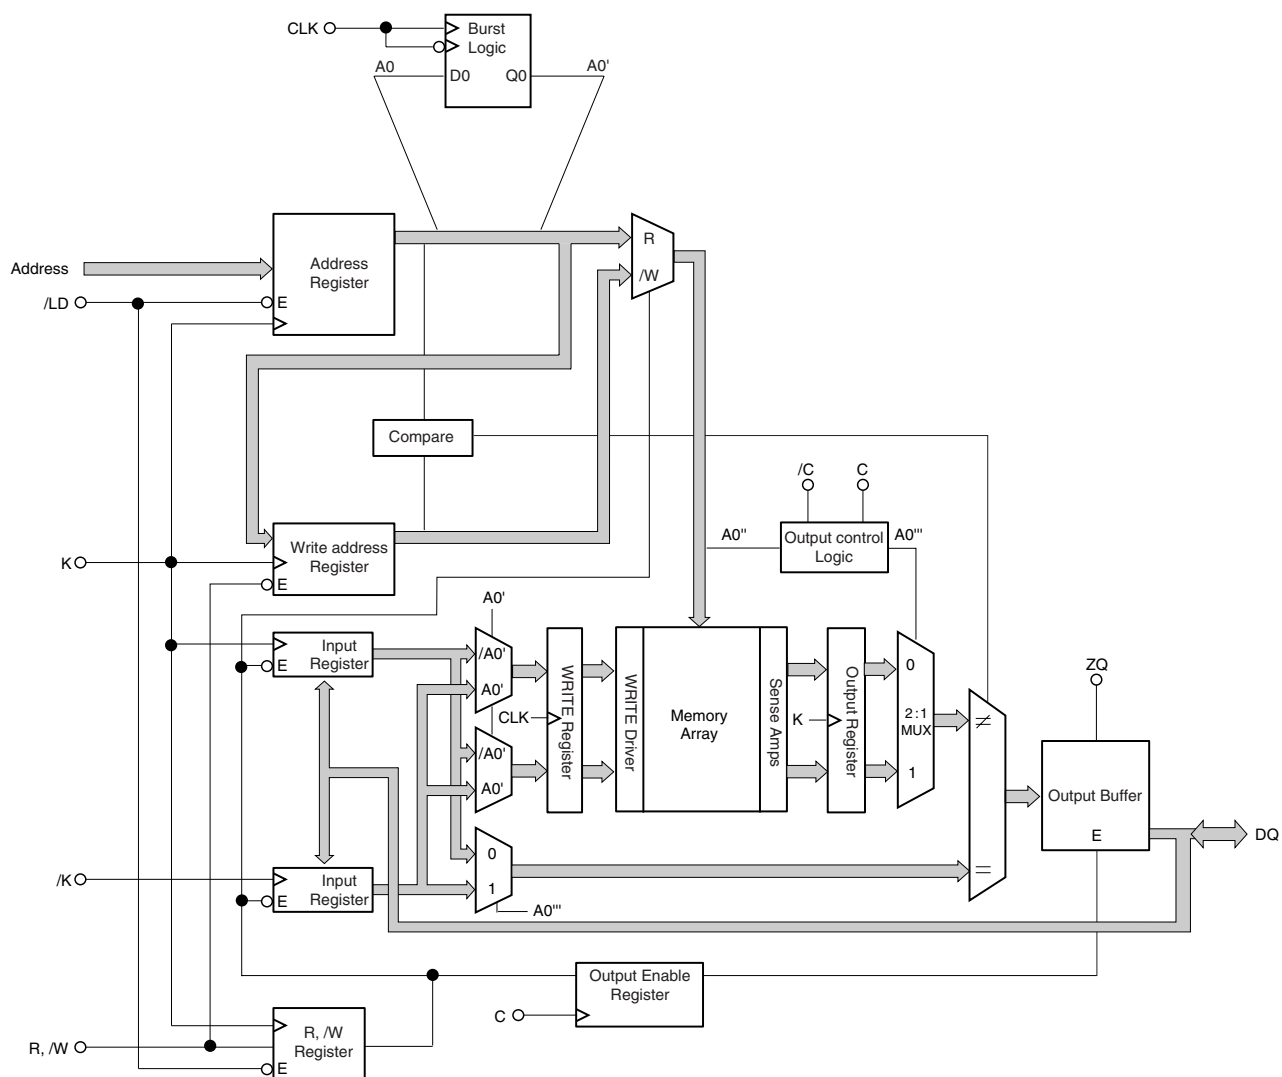 CLK
Burst
Logic
A0
D0
Q0
A0'
Address
Address
Register
R
/W
/LD
E
Compare
/C
C
Write address
Register
A0''
Output control
Logic
A0'''
K
E
A0'
Input
Register
E
/A0'
A0'
CLK
/A0'
A0'
WRITE Register
WRITE Driver
Memory
Array
Sense Amps
K
Output Register
0
2:1
MUX
1
≠
ZQ
Output Buffer
E
DQ
/K
Input
Register
E
0
1
A0'''
=
Output Enable
Register
C
R, /W
R, /W
Register
E